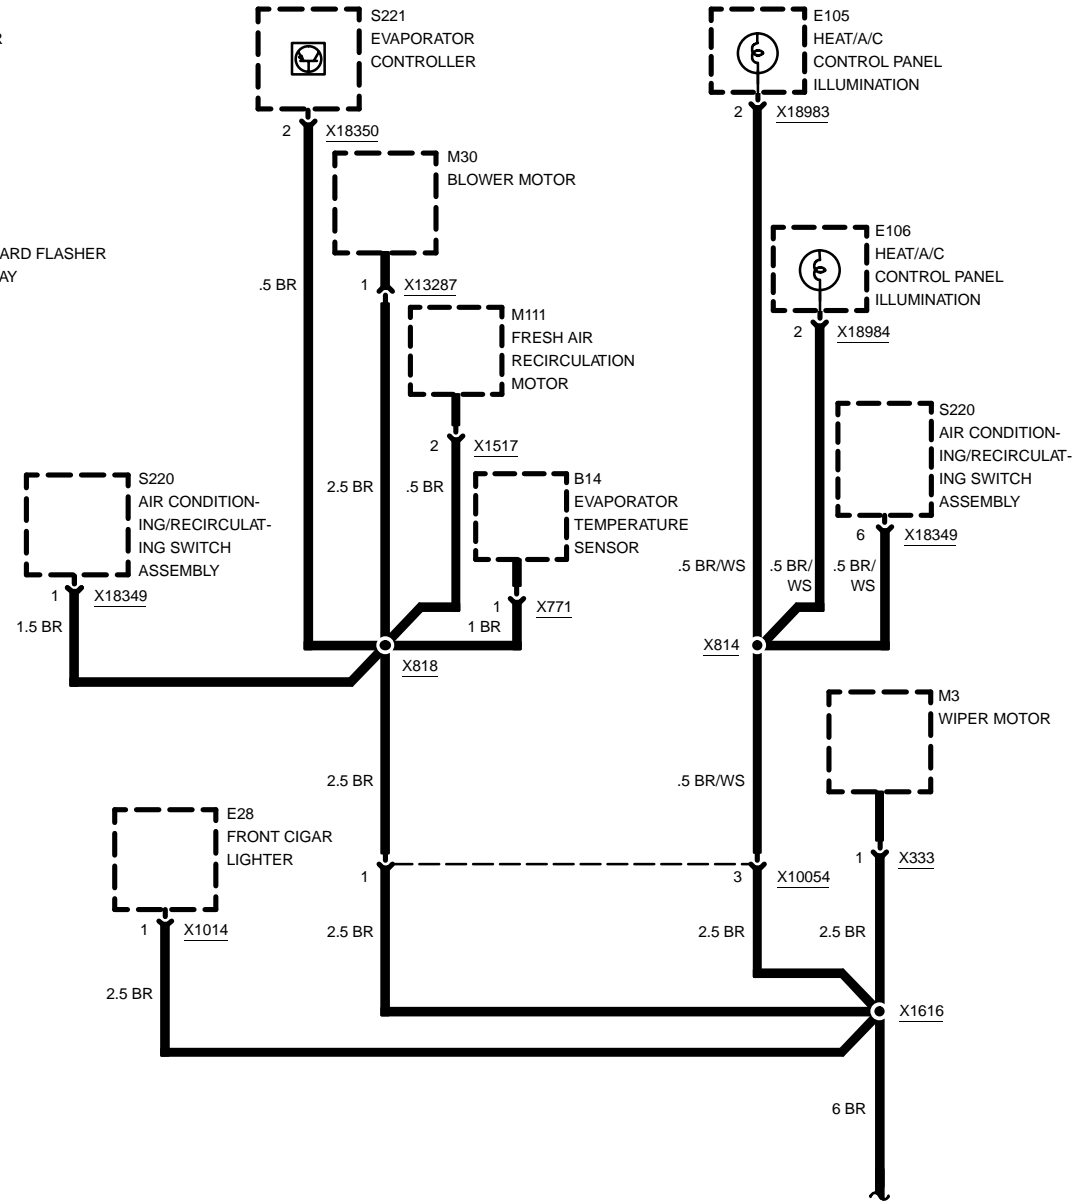 R
S221
EVAPORATOR
CONTROLLER
2
X18350
M30
BLOWER MOTOR
ARD FLASHER
AY
.5 BR
1
X13287
M111
FRESH AIR
RECIRCULATION
MOTOR
2
X1517
2.5 BR
.5 BR
B14
EVAPORATOR
TEMPERATURE
SENSOR
S220
AIR CONDITION-
ING/RECIRCULAT-
ING SWITCH
ASSEMBLY
1
X18349
1.5 BR
1
X771
1 BR
X818
E105
HEAT/A/C
CONTROL PANEL
ILLUMINATION
2
X18983
E106
HEAT/A/C
CONTROL PANEL
ILLUMINATION
2
X18984
S220
AIR CONDITION-
ING/RECIRCULAT-
ING SWITCH
ASSEMBLY
6
X18349
.5 BR/WS
.5 BR/
WS
.5 BR/
WS
X814
M3
WIPER MOTOR
2.5 BR
.5 BR/WS
E28
FRONT CIGAR
LIGHTER
1
X1014
1
3
X10054
1
X333
2.5 BR
2.5 BR
2.5 BR
2.5 BR
X1616
6 BR